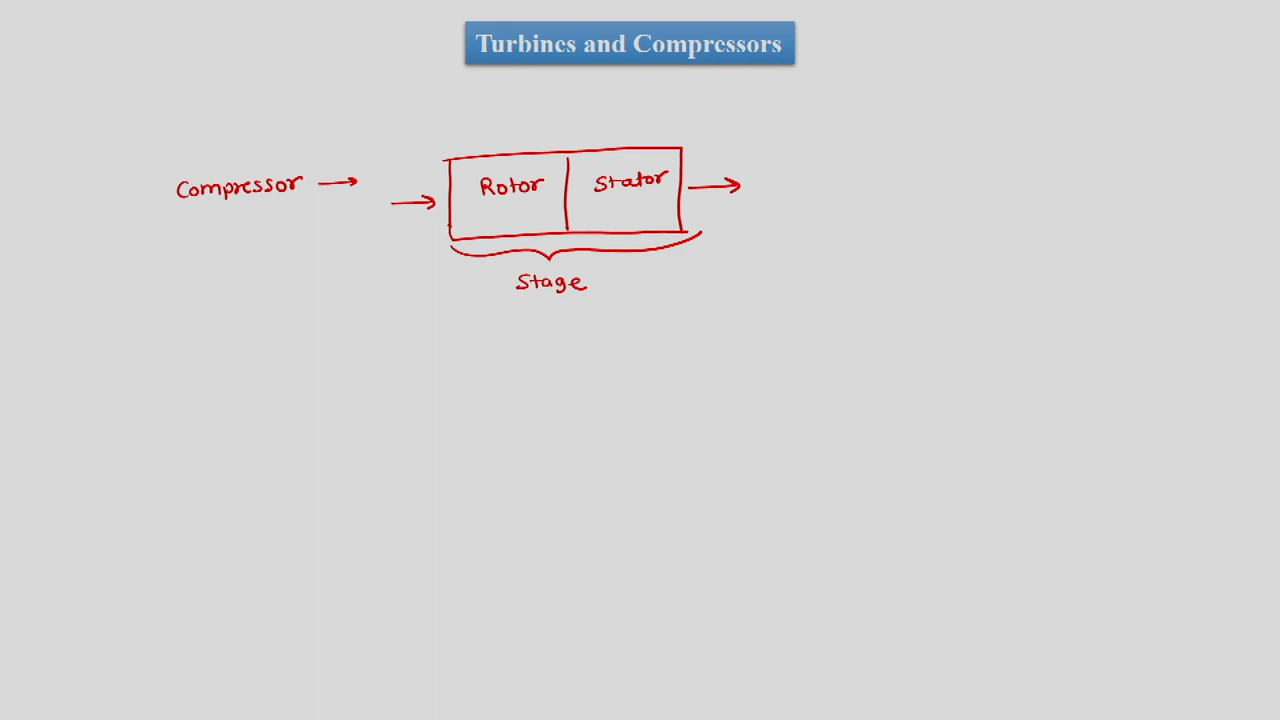 Turbines and Compressors
Compressor → → Rotor Stator →
Stage